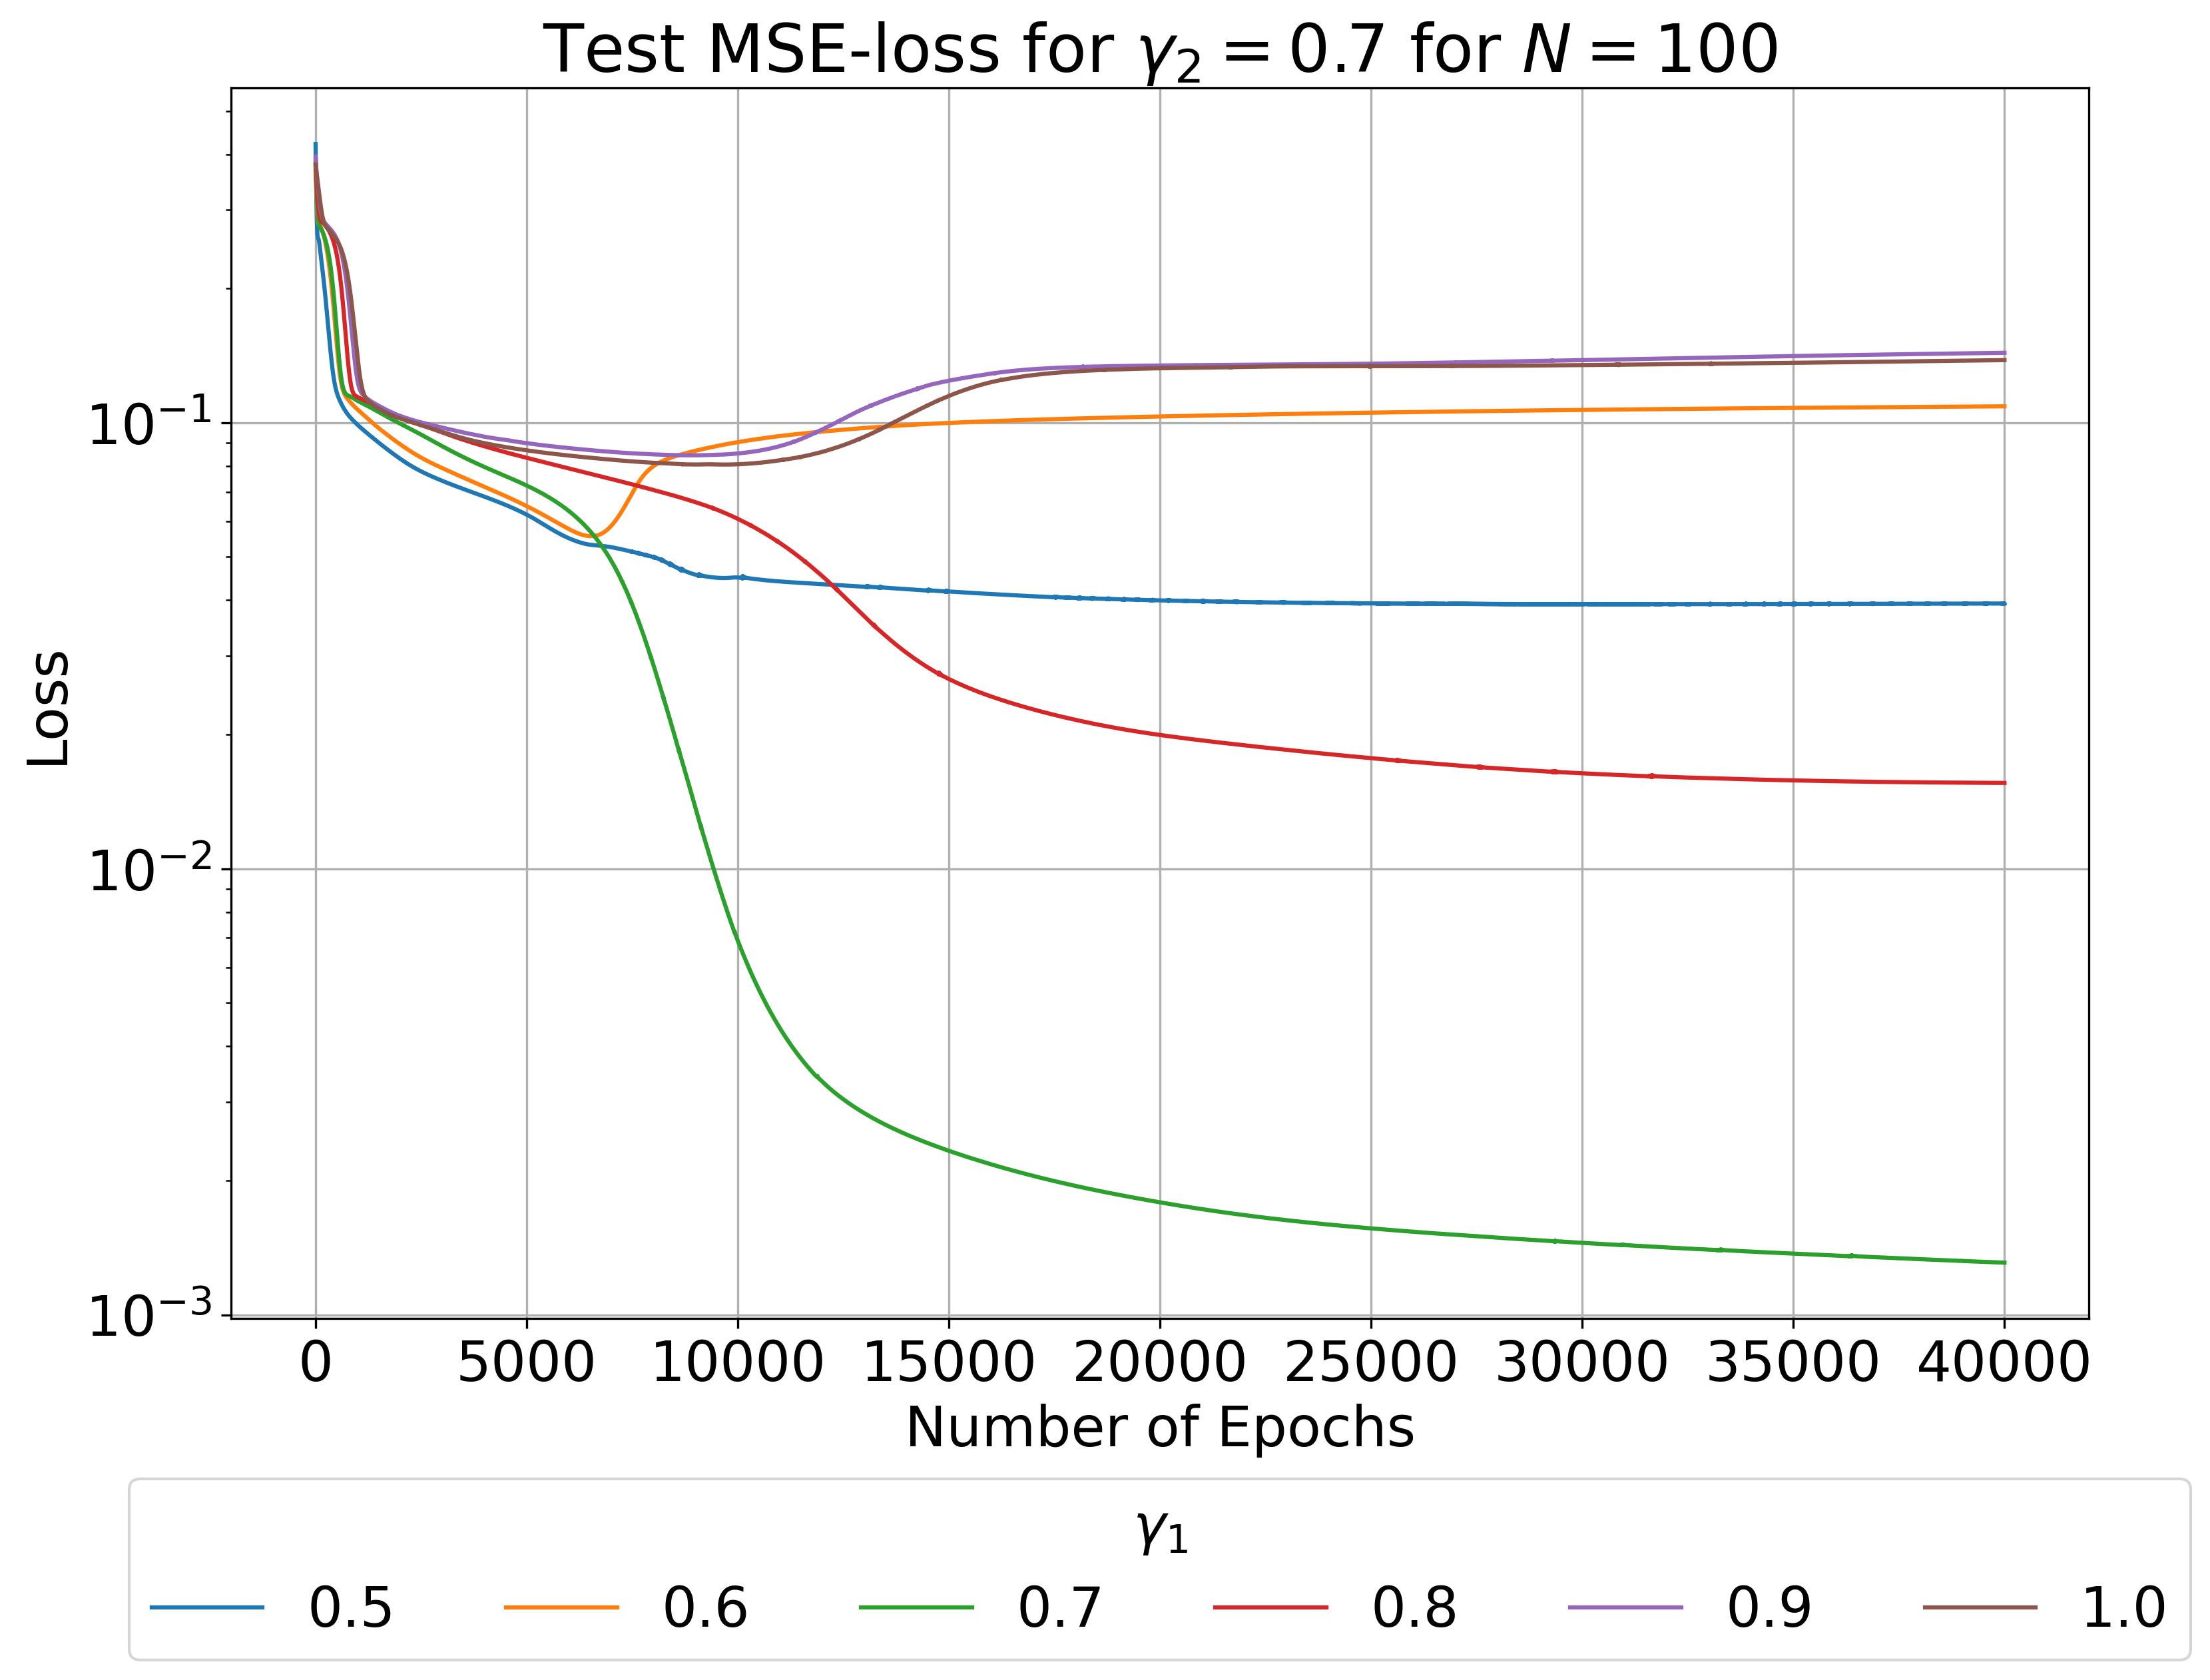 Test MSE-loss for γ₂ = 0.7 for N = 100
10⁻¹
10⁻²
10⁻³
Loss
0 5000 10000 15000 20000 25000 30000 35000 40000
Number of Epochs
γ₁
0.5 0.6 0.7 0.8 0.9 1.0